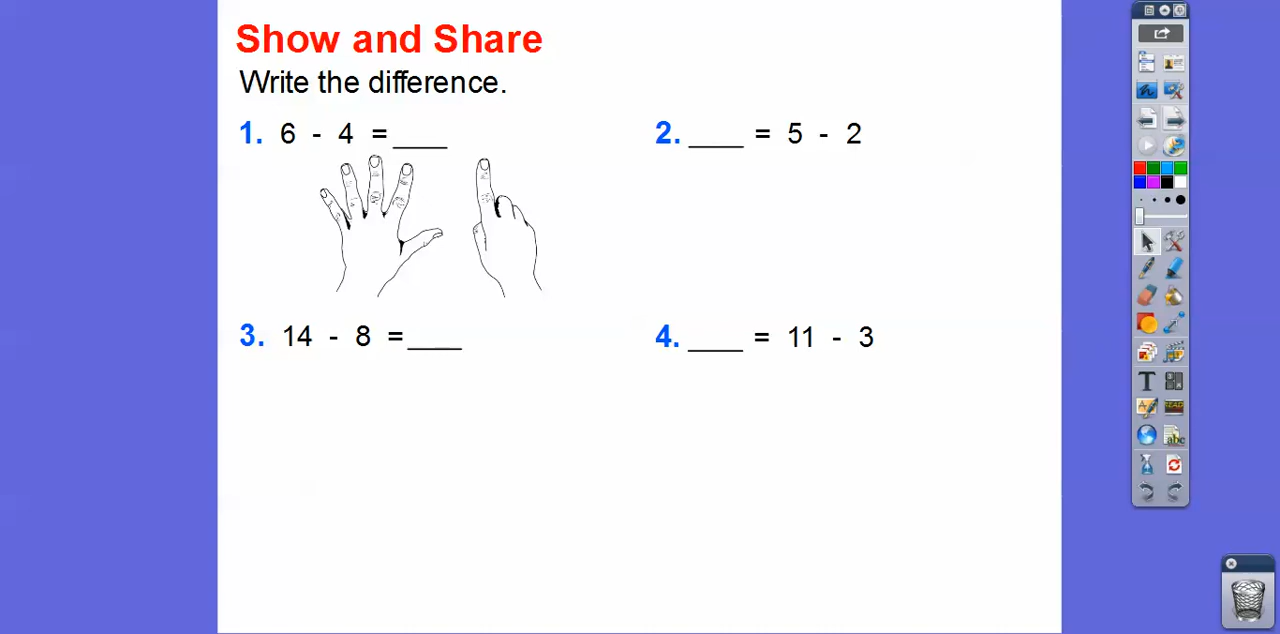 Show and Share
Write the difference.
1. 6 - 4 = ____
2. ____ = 5 - 2
3. 14 - 8 = ____
4. ____ = 11 - 3
T
abc